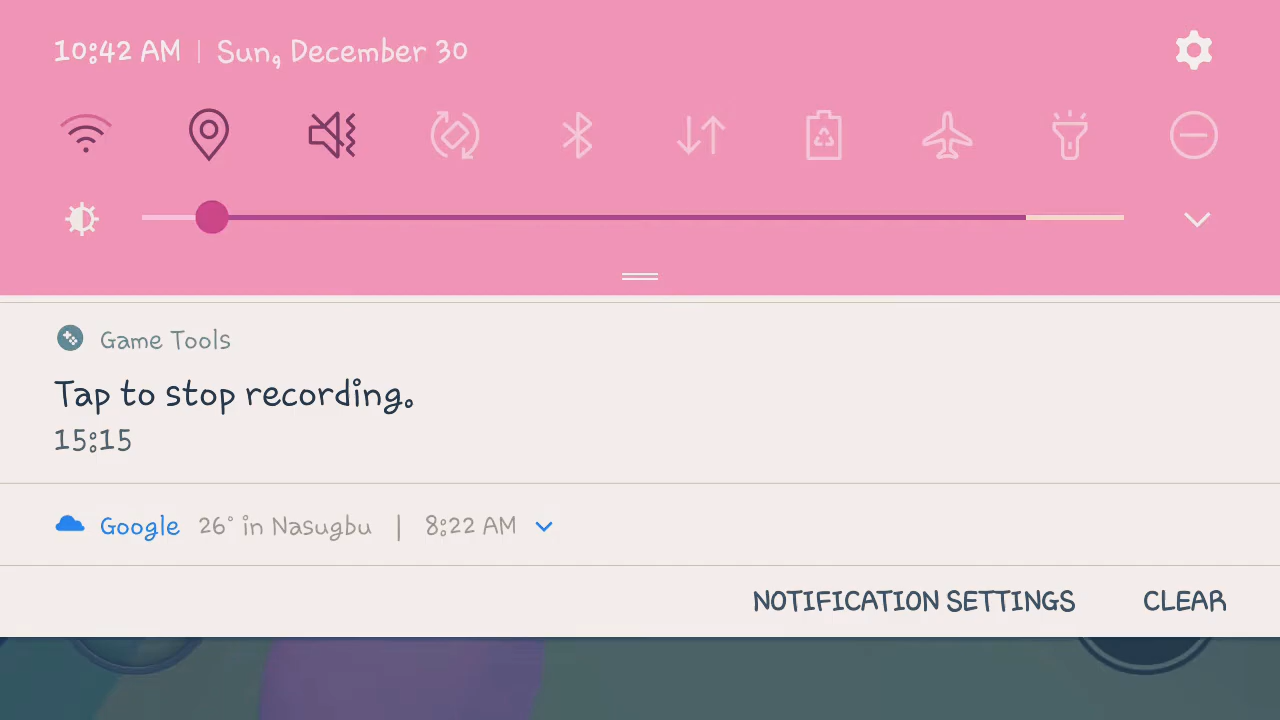 10:42 AM | Sun, December 30
Game Tools
Tap to stop recording.
15:15
Google 26° in Nasugbu | 8:22 AM
NOTIFICATION SETTINGS CLEAR